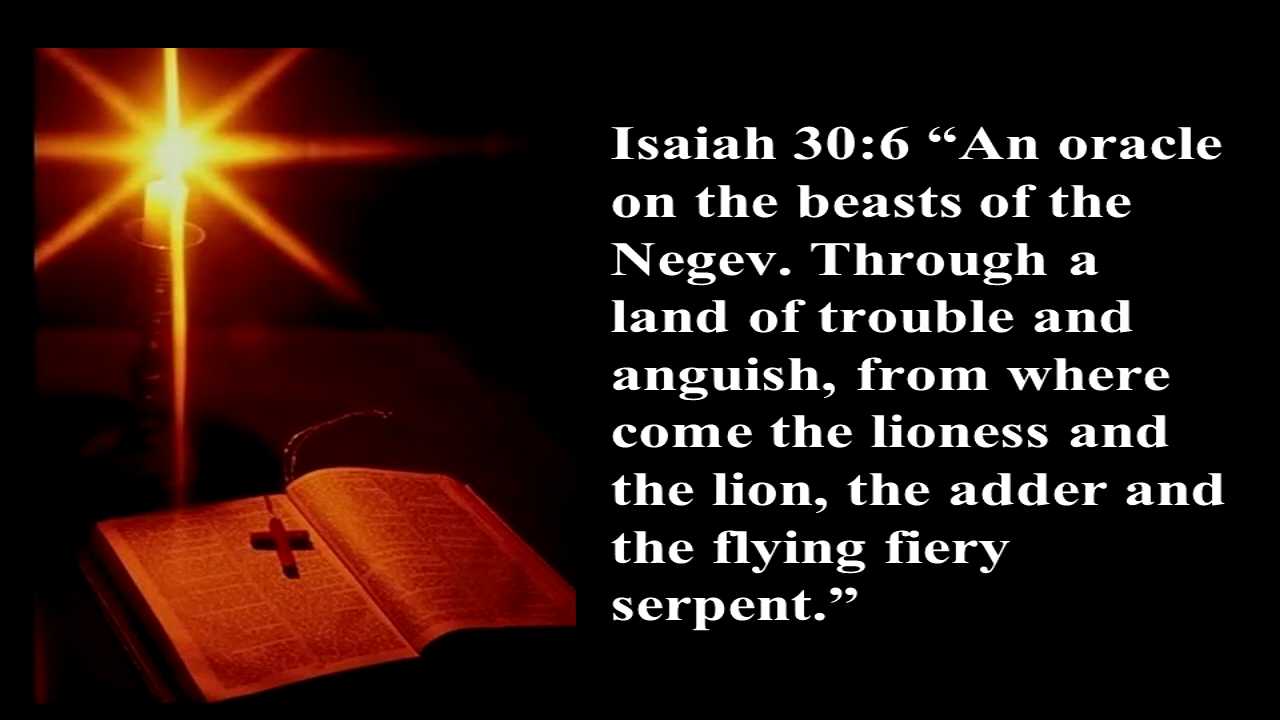 Isaiah 30:6 “An oracle
on the beasts of the
Negev. Through a
land of trouble and
anguish, from where
come the lioness and
the lion, the adder and
the flying fiery
serpent.”